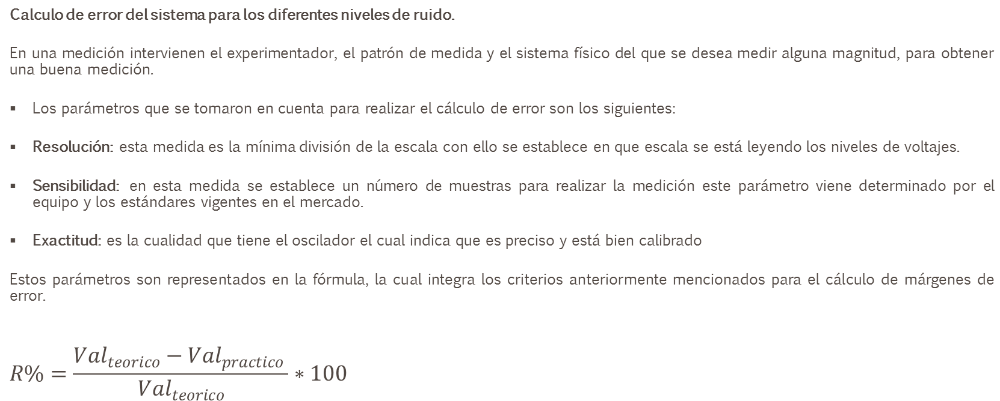 Calculo de error del sistema para los diferentes niveles de ruido.
En una medición intervienen el experimentador, el patrón de medida y el sistema físico del que se desea medir alguna magnitud, para obtener
una buena medición.
▪ Los parámetros que se tomaron en cuenta para realizar el cálculo de error son los siguientes:
▪ Resolución: esta medida es la mínima división de la escala con ello se establece en que escala se está leyendo los niveles de voltajes.
▪ Sensibilidad: en esta medida se establece un número de muestras para realizar la medición este parámetro viene determinado por el
equipo y los estándares vigentes en el mercado.
▪ Exactitud: es la cualidad que tiene el oscilador el cual indica que es preciso y está bien calibrado
Estos parámetros son representados en la fórmula, la cual integra los criterios anteriormente mencionados para el cálculo de márgenes de
error.
Val_teorico − Val_practico
R% = ――― * 100
Val_teorico